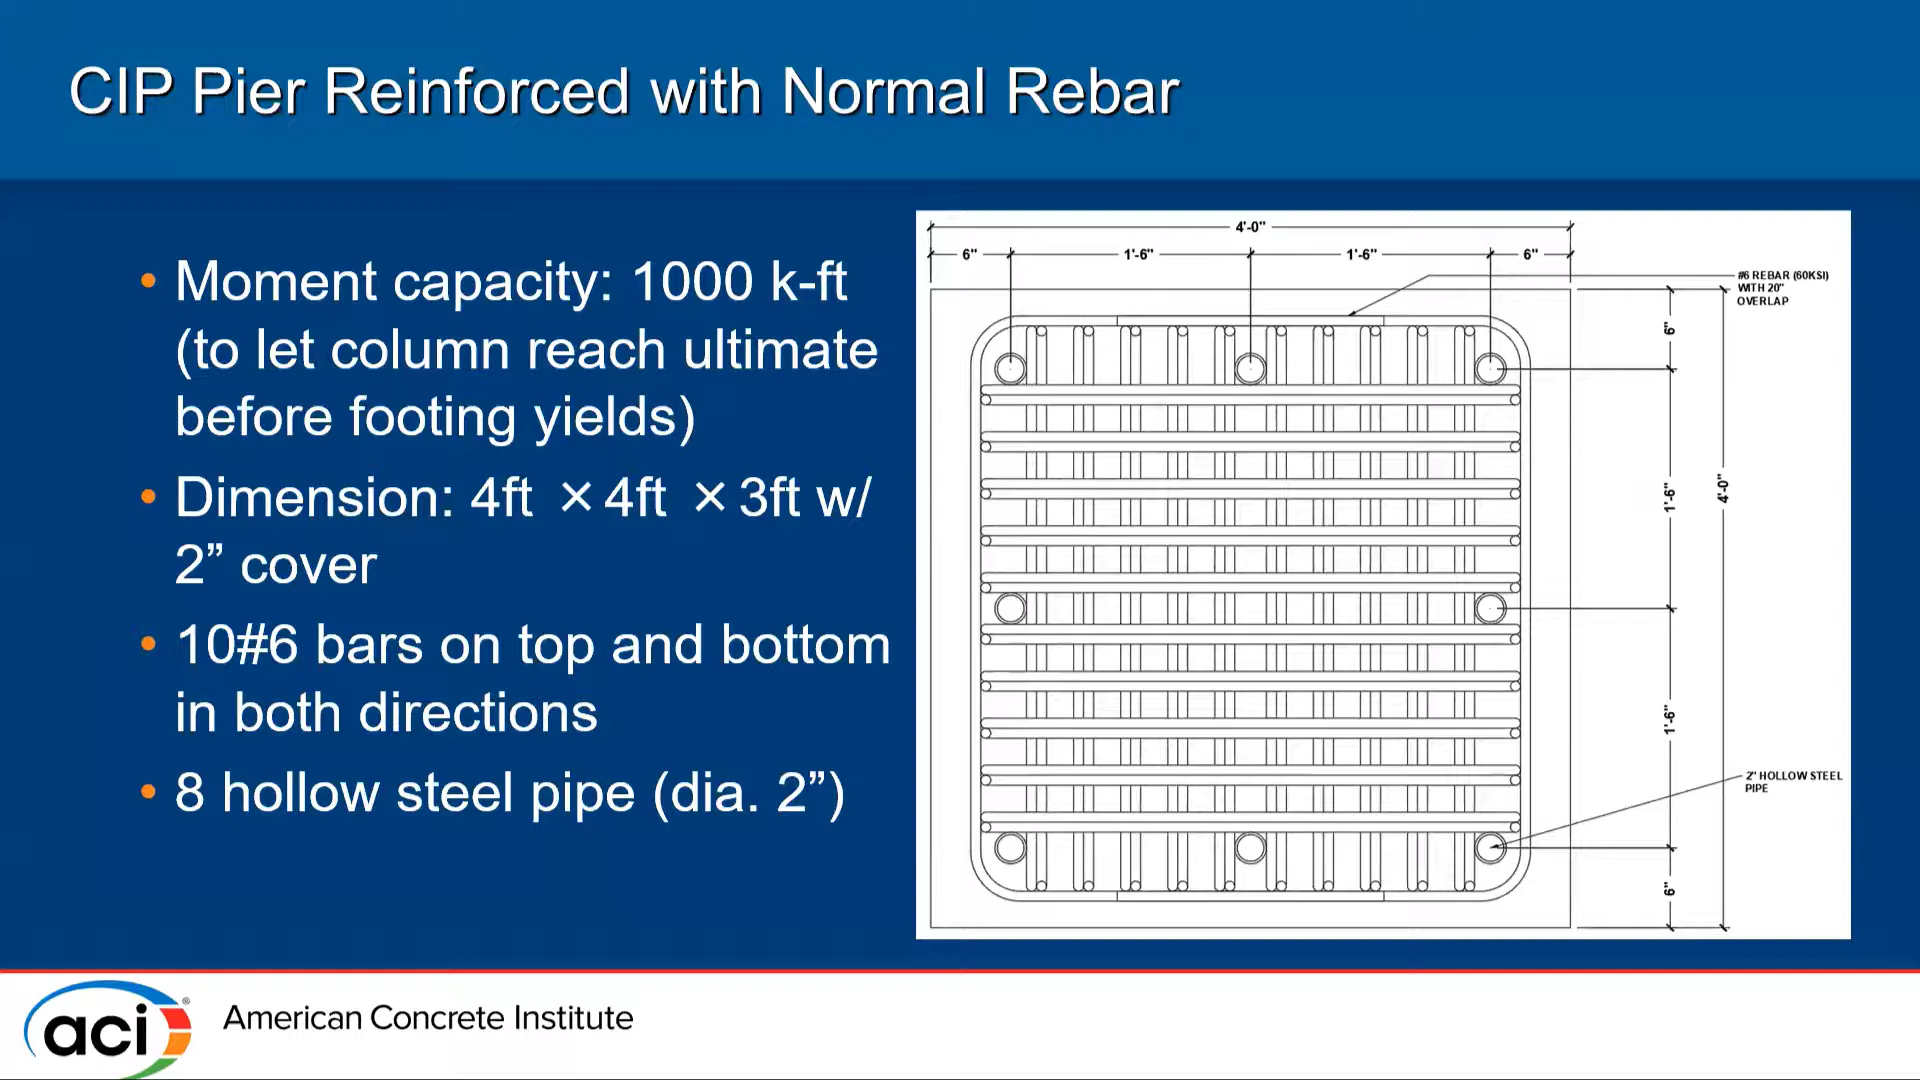 CIP Pier Reinforced with Normal Rebar
• Moment capacity: 1000 k-ft
(to let column reach ultimate
before footing yields)
• Dimension: 4ft ×4ft ×3ft w/
2” cover
• 10#6 bars on top and bottom
in both directions
• 8 hollow steel pipe (dia. 2”)
4'-0"
6" 1'-6" 1'-6" 6"
#6 REBAR (60KSI)
WITH 20"
OVERLAP
6"
1'-6"
4'-0"
1'-6"
2" HOLLOW STEEL
PIPE
6"
aci®
American Concrete Institute